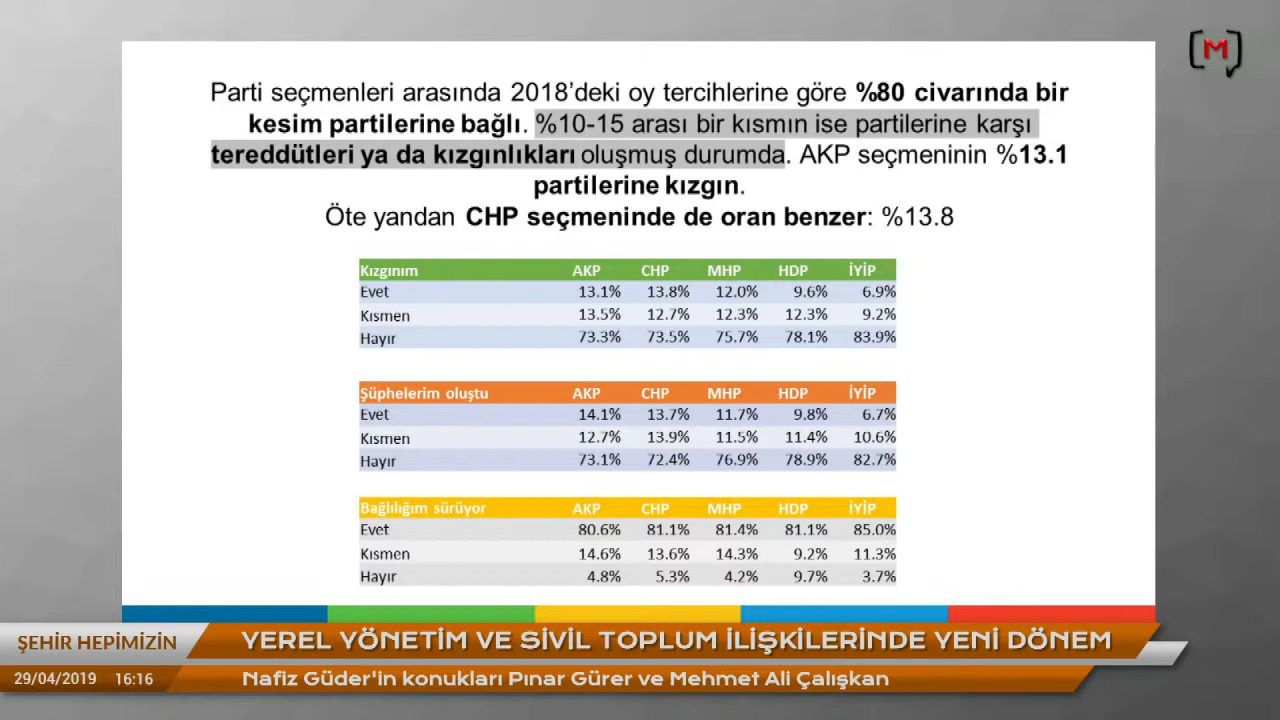 [M]
Parti seçmenleri arasında 2018’deki oy tercihlerine göre %80 civarında bir
kesim partilerine bağlı. %10-15 arası bir kısmın ise partilerine karşı
tereddütleri ya da kızgınlıkları oluşmuş durumda. AKP seçmeninin %13.1
partilerine kızgın.
Öte yandan CHP seçmeninde de oran benzer: %13.8
Kızgınım AKP CHP MHP HDP İYİP
Evet 13.1% 13.8% 12.0% 9.6% 6.9%
Kısmen 13.5% 12.7% 12.3% 12.3% 9.2%
Hayır 73.3% 73.5% 75.7% 78.1% 83.9%
Şüphelerim oluştu AKP CHP MHP HDP İYİP
Evet 14.1% 13.7% 11.7% 9.8% 6.7%
Kısmen 12.7% 13.9% 11.5% 11.4% 10.6%
Hayır 73.1% 72.4% 76.9% 78.9% 82.7%
Bağlılığım sürüyor AKP CHP MHP HDP İYİP
Evet 80.6% 81.1% 81.4% 81.1% 85.0%
Kısmen 14.6% 13.6% 14.3% 9.2% 11.3%
Hayır 4.8% 5.3% 4.2% 9.7% 3.7%
ŞEHİR HEPİMİZİN YEREL YÖNETİM VE SİVİL TOPLUM İLİŞKİLERİNDE YENİ DÖNEM
29/04/2019 16:16 Nafiz Güder'in konukları Pınar Gürer ve Mehmet Ali Çalışkan